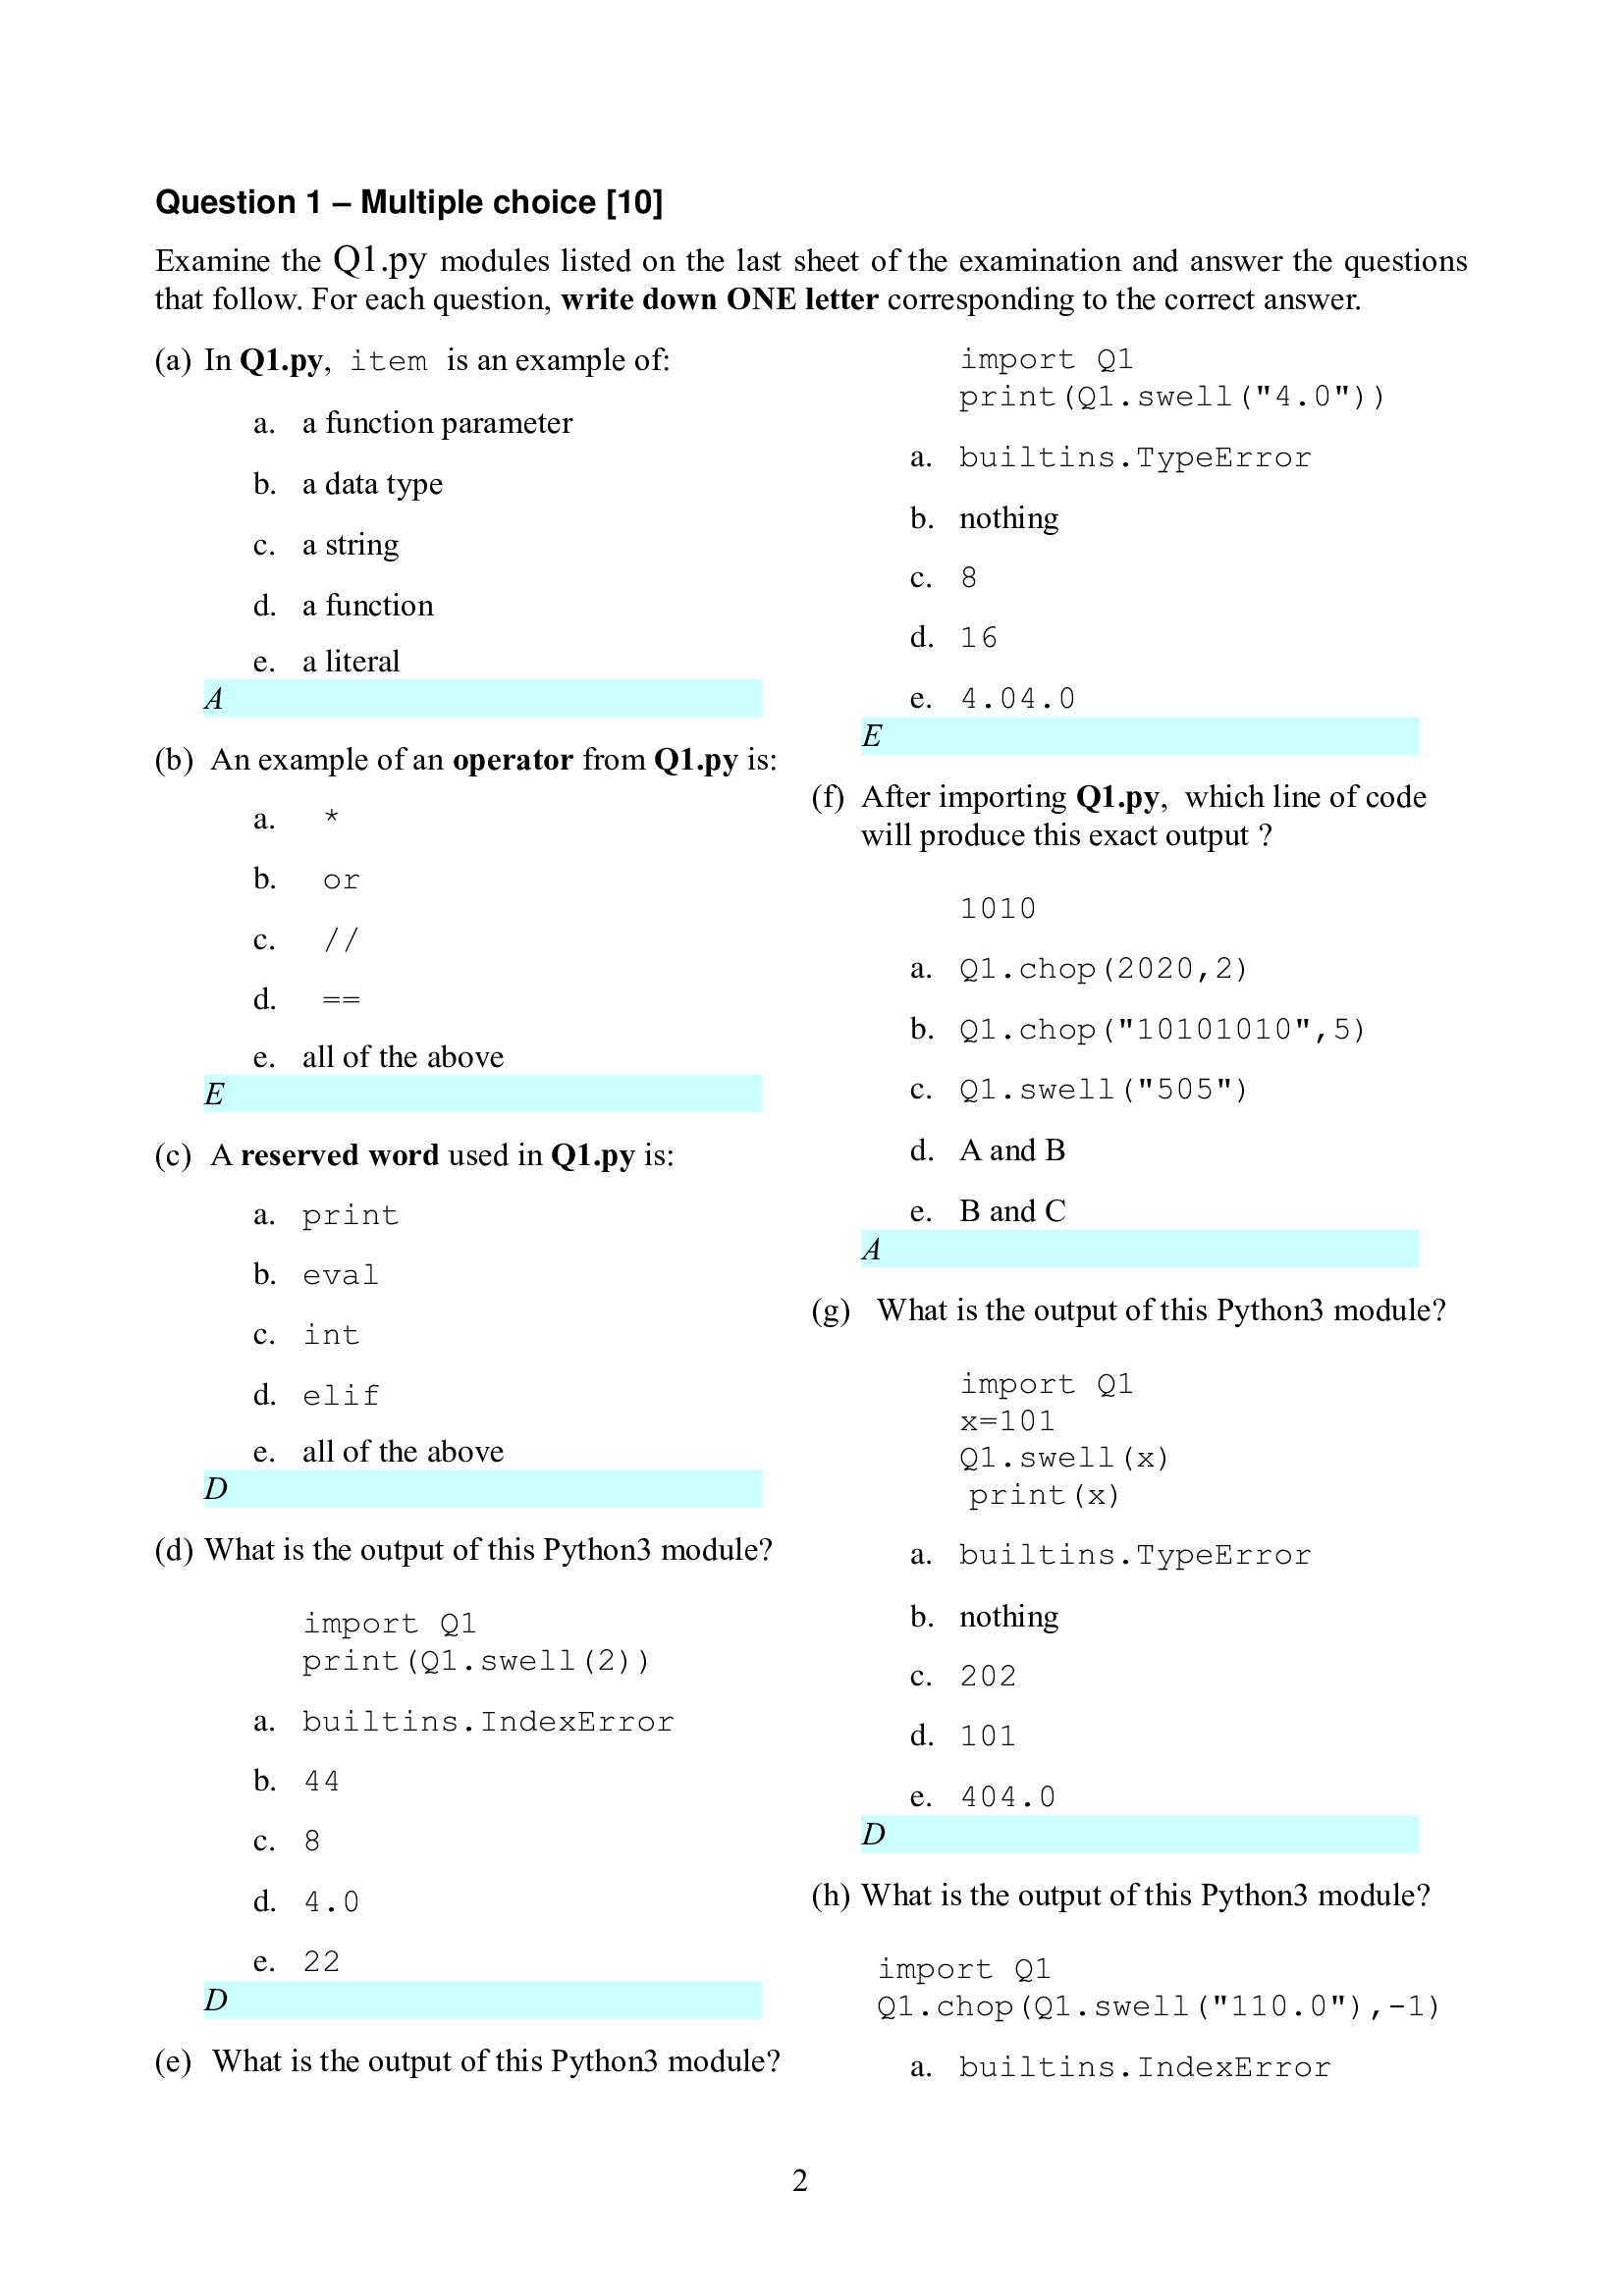 Question 1 – Multiple choice [10]
Examine the Q1.py modules listed on the last sheet of the examination and answer the questions
that follow. For each question, write down ONE letter corresponding to the correct answer.
(a) In Q1.py, item is an example of:
a. a function parameter
b. a data type
c. a string
d. a function
e. a literal
A
(b) An example of an operator from Q1.py is:
a. *
b. or
c. //
d. ==
e. all of the above
E
(c) A reserved word used in Q1.py is:
a. print
b. eval
c. int
d. elif
e. all of the above
D
(d) What is the output of this Python3 module?
import Q1
print(Q1.swell(2))
a. builtins.IndexError
b. 44
c. 8
d. 4.0
e. 22
D
(e) What is the output of this Python3 module?
import Q1
print(Q1.swell("4.0"))
a. builtins.TypeError
b. nothing
c. 8
d. 16
e. 4.04.0
E
(f) After importing Q1.py, which line of code
will produce this exact output ?
1010
a. Q1.chop(2020,2)
b. Q1.chop("10101010",5)
c. Q1.swell("505")
d. A and B
e. B and C
A
(g) What is the output of this Python3 module?
import Q1
x=101
Q1.swell(x)
print(x)
a. builtins.TypeError
b. nothing
c. 202
d. 101
e. 404.0
D
(h) What is the output of this Python3 module?
import Q1
Q1.chop(Q1.swell("110.0"),-1)
a. builtins.IndexError
2